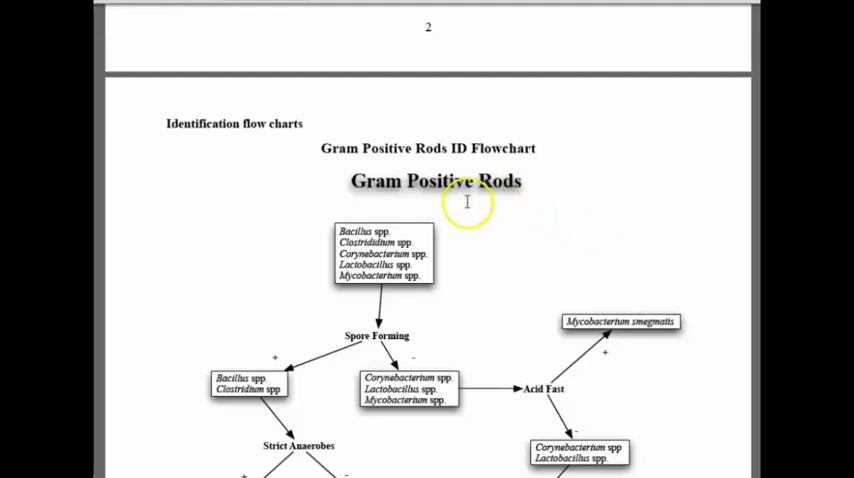 2
Identification flow charts
Gram Positive Rods ID Flowchart
Gram Positive Rods
Bacillus spp.
Clostrididum spp.
Corynebacterium spp.
Lactobacillus spp.
Mycobacterium spp.
Mycobacterium smegmatis
Spore Forming
+
-
+
Bacillus spp.
Clostridium spp
Corynebacterium spp.
Lactobacillus spp.
Mycobacterium spp.
Acid Fast
-
Strict Anaerobes
Corynebacterium spp
Lactobacillus spp.
+
-